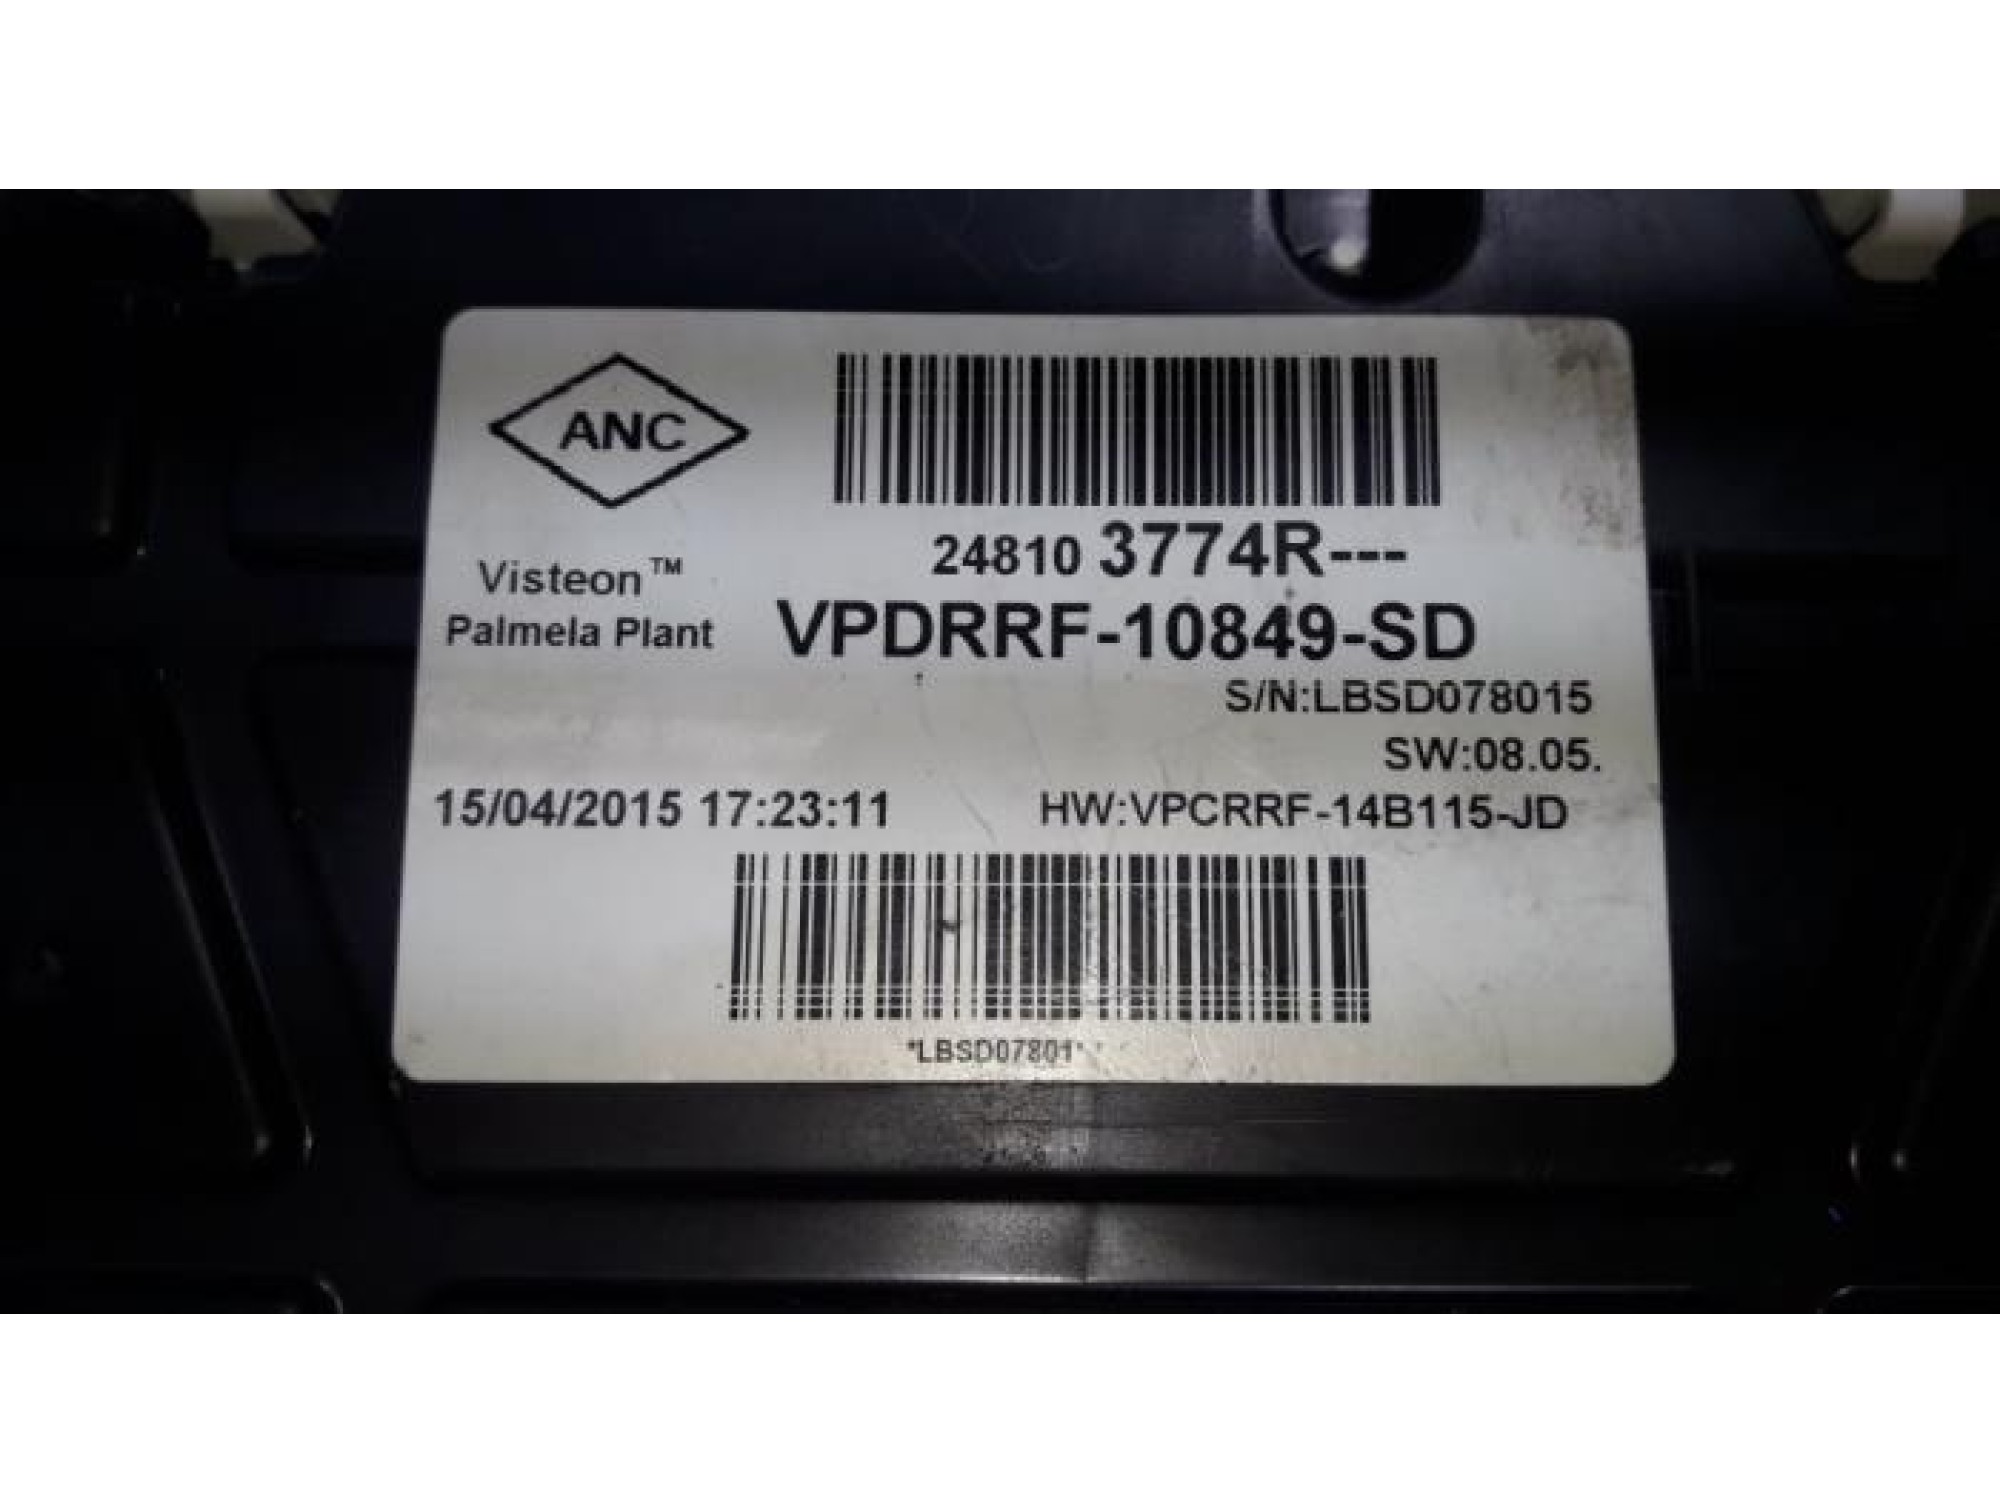 ANC
24810 3774R---
Visteon™
Palmela Plant
VPDRRF-10849-SD
S/N:LBSD078015
SW:08.05.
15/04/2015 17:23:11
HW:VPCRRF-14B115-JD
*LBSD07801*